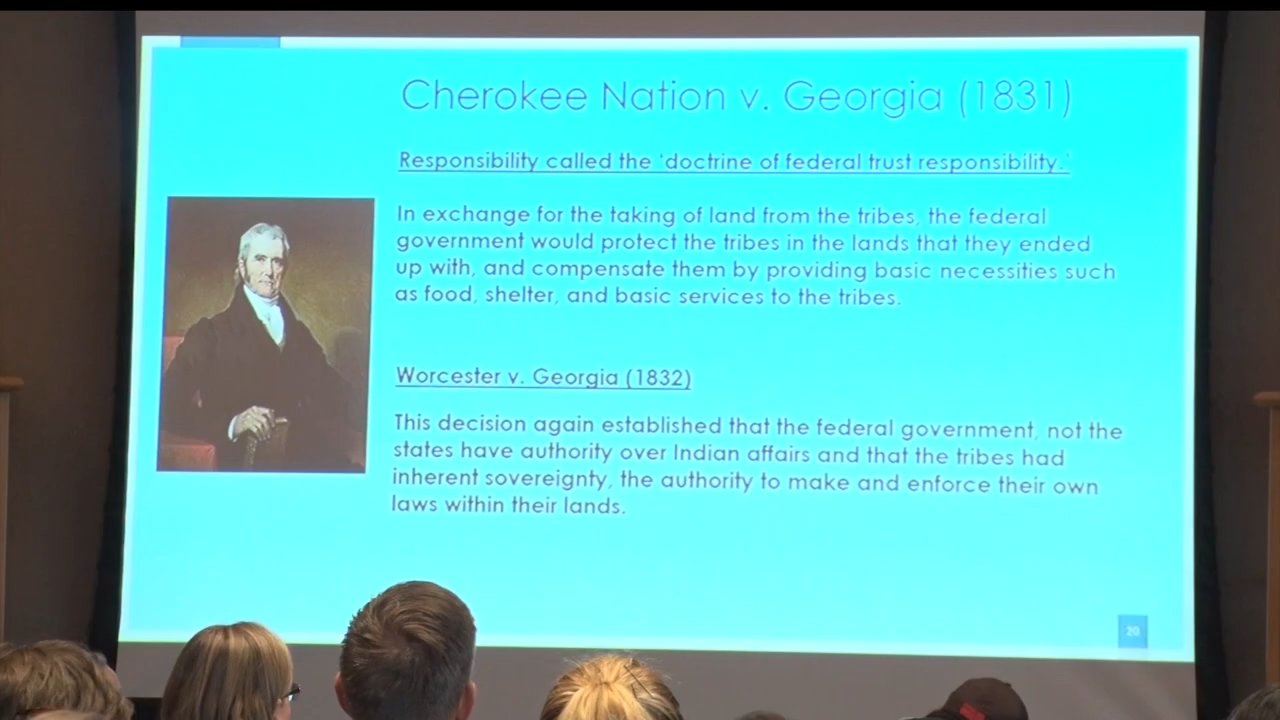 Cherokee Nation v. Georgia (1831)
Responsibility called the 'doctrine of federal trust responsibility.'
In exchange for the taking of land from the tribes, the federal
government would protect the tribes in the lands that they ended
up with, and compensate them by providing basic necessities such
as food, shelter, and basic services to the tribes.
Worcester v. Georgia (1832)
This decision again established that the federal government, not the
states have authority over Indian affairs and that the tribes had
inherent sovereignty, the authority to make and enforce their own
laws within their lands.
20